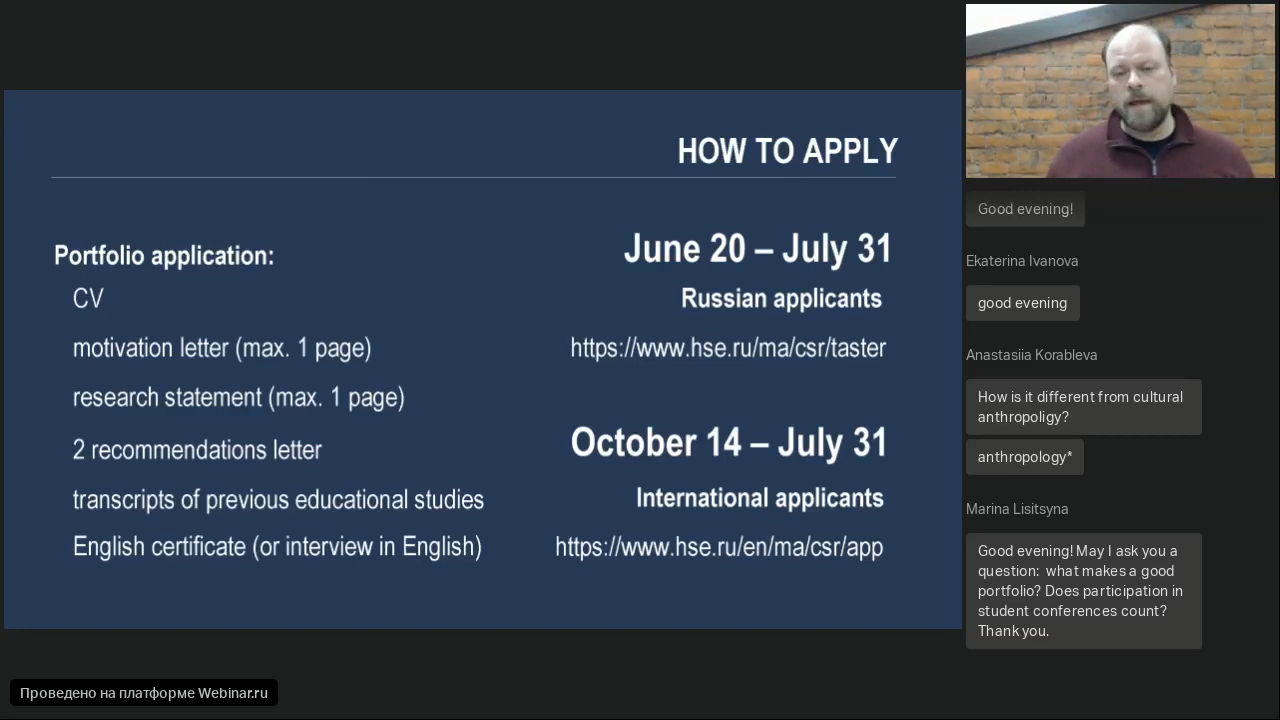 HOW TO APPLY
Portfolio application:
CV
motivation letter (max. 1 page)
research statement (max. 1 page)
2 recommendations letter
transcripts of previous educational studies
English certificate (or interview in English)
June 20 – July 31
Russian applicants
https://www.hse.ru/ma/csr/taster
October 14 – July 31
International applicants
https://www.hse.ru/en/ma/csr/app
Good evening!
Ekaterina Ivanova
good evening
Anastasiia Korableva
How is it different from cultural
anthropoligy?
anthropology*
Marina Lisitsyna
Good evening! May I ask you a
question: what makes a good
portfolio? Does participation in
student conferences count?
Thank you.
Проведено на платформе Webinar.ru